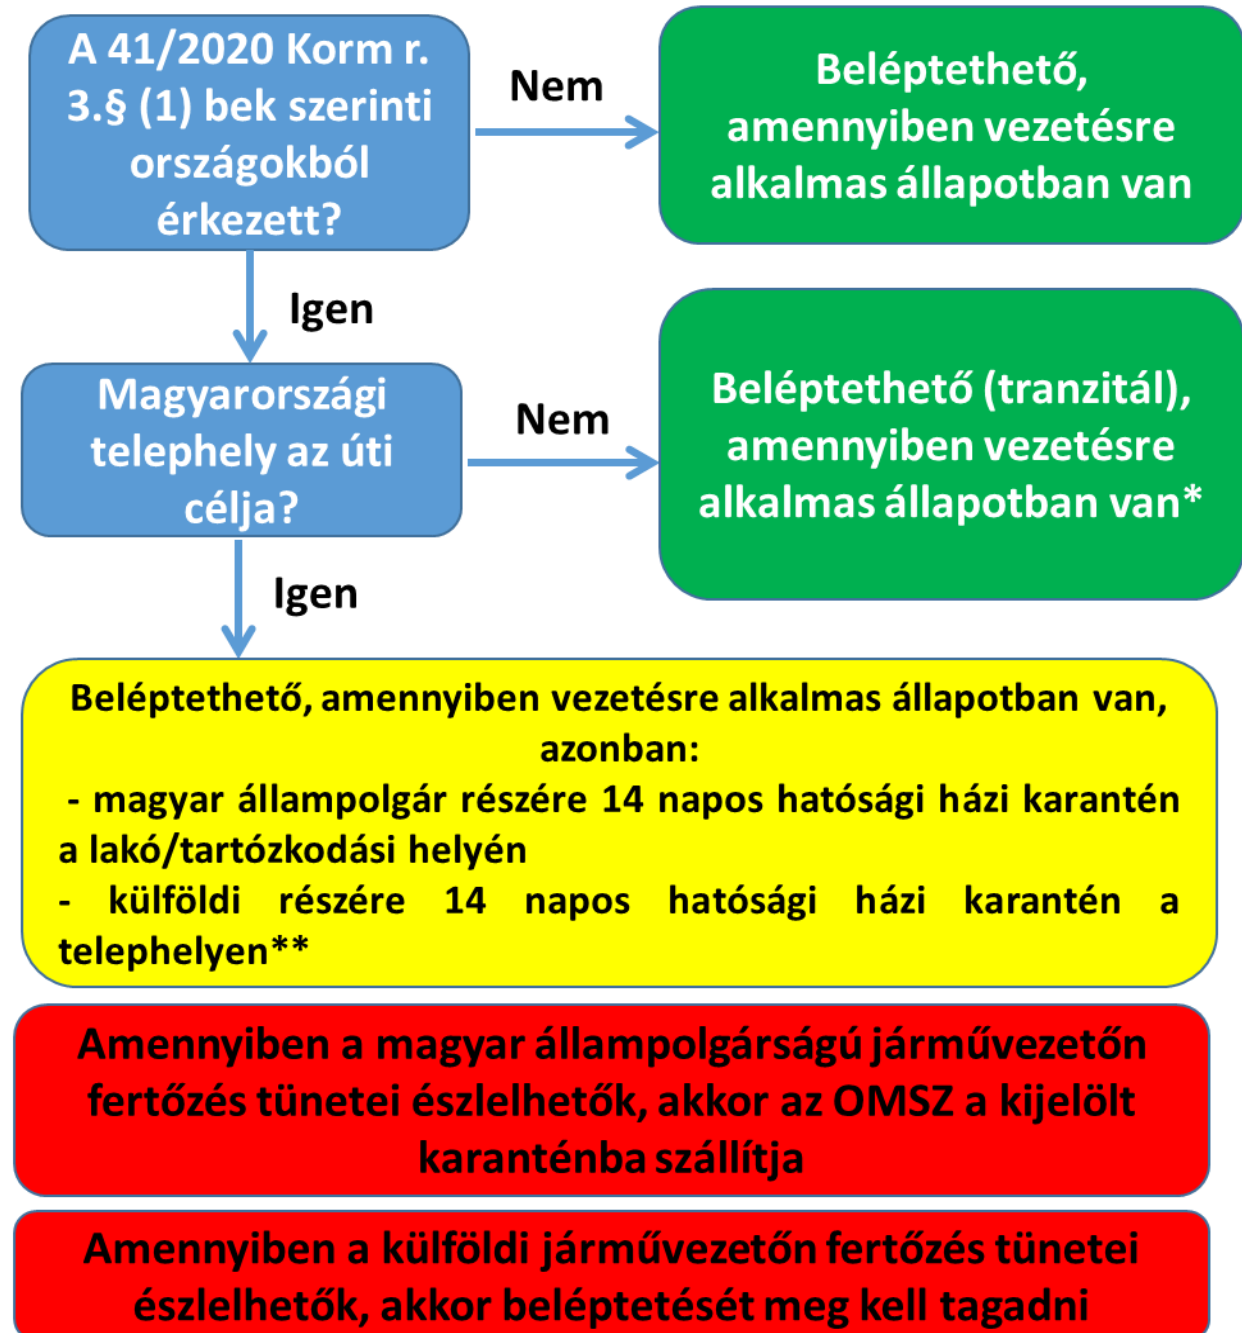 A 41/2020 Korm r.
3.§ (1) bek szerinti
országokból
érkezett?
Nem
Beléptethető,
amennyiben vezetésre
alkalmas állapotban van
Igen
Magyarországi
telephely az úti
célja?
Nem
Beléptethető (tranzitál),
amennyiben vezetésre
alkalmas állapotban van*
Igen
Beléptethető, amennyiben vezetésre alkalmas állapotban van,
azonban:
- magyar állampolgár részére 14 napos hatósági házi karantén
a lakó/tartózkodási helyén
- külföldi részére 14 napos hatósági házi karantén a
telephelyen**
Amennyiben a magyar állampolgárságú járművezetőn
fertőzés tünetei észlelhetők, akkor az OMSZ a kijelölt
karanténba szállítja
Amennyiben a külföldi járművezetőn fertőzés tünetei
észlelhetők, akkor beléptetését meg kell tagadni